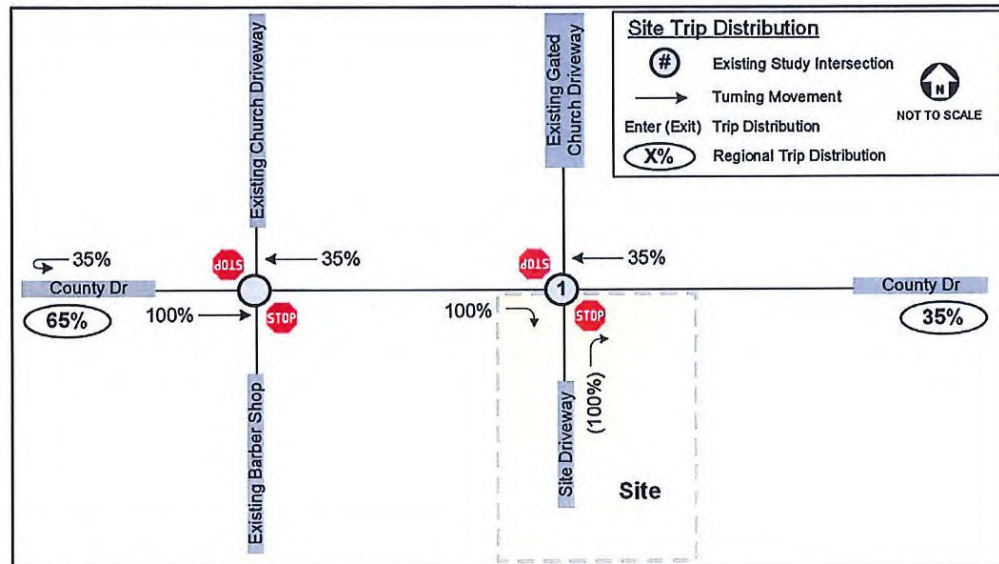 Site Trip Distribution
#
Existing Study Intersection
Turning Movement
Enter (Exit) Trip Distribution
X% Regional Trip Distribution
N
NOT TO SCALE
Existing Church Driveway
Existing Gated
Church Driveway
35%
STOP
35%
STOP
35%
County Dr
1
County Dr
65%
100%
STOP
100%
STOP
35%
(100%)
Existing Barber Shop
Site Driveway
Site